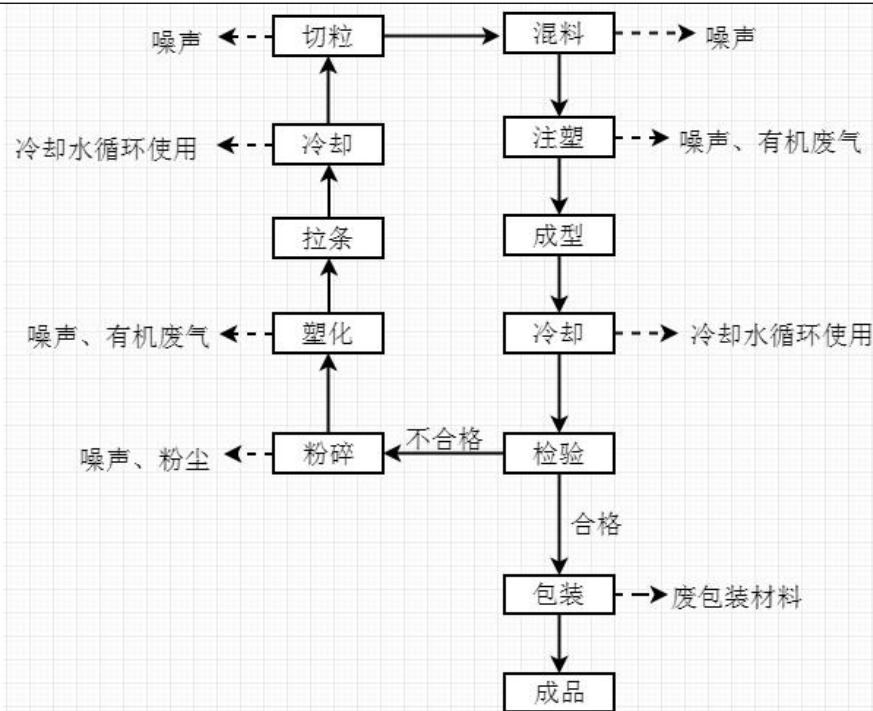 噪声
切粒
混料
噪声
冷却水循环使用
冷却
注塑
噪声、有机废气
拉条
成型
噪声、有机废气
塑化
冷却
冷却水循环使用
噪声、粉尘
粉碎
不合格
检验
合格
包装
废包装材料
成品